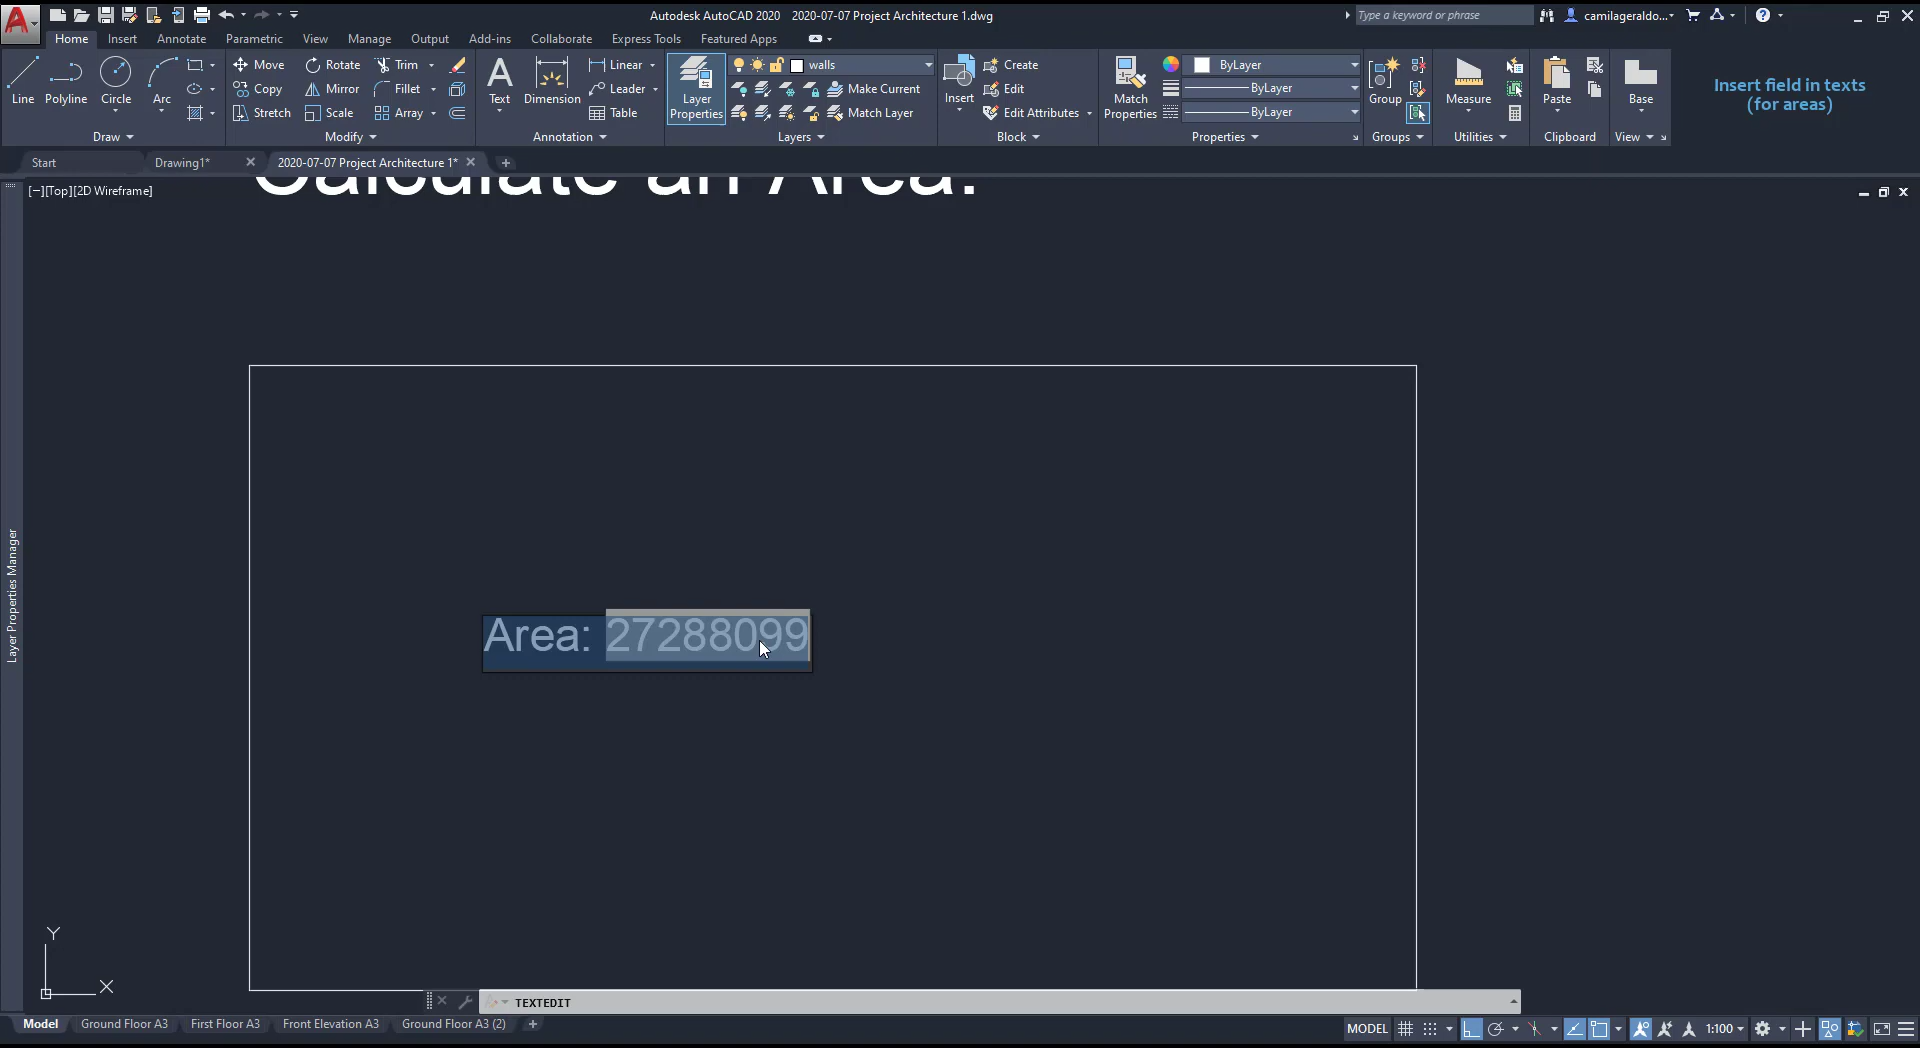 Autodesk AutoCAD 2020 2020-07-07 Project Architecture 1.dwg
Type a keyword or phrase
camilageraldo...
Home Insert Annotate Parametric View Manage Output Add-ins Collaborate Express Tools Featured Apps
Line Polyline Circle Arc
Move Rotate Trim
Copy Mirror Fillet
Stretch Scale Array
Text Dimension
Linear
Leader
Table
Layer Properties
walls
Make Current
Match Layer
Insert
Create
Edit
Edit Attributes
Match Properties
ByLayer
ByLayer
ByLayer
Group
Measure
Paste
Base
Draw Modify Annotation Layers Block Properties Groups Utilities Clipboard View
Insert field in texts
(for areas)
Start Drawing1* 2020-07-07 Project Architecture 1*
[−][Top][2D Wireframe]
Calculate an Area:
Layer Properties Manager
Area: 27288099
Y
X
TEXTEDIT
Model Ground Floor A3 First Floor A3 Front Elevation A3 Ground Floor A3 (2)
MODEL 1:100